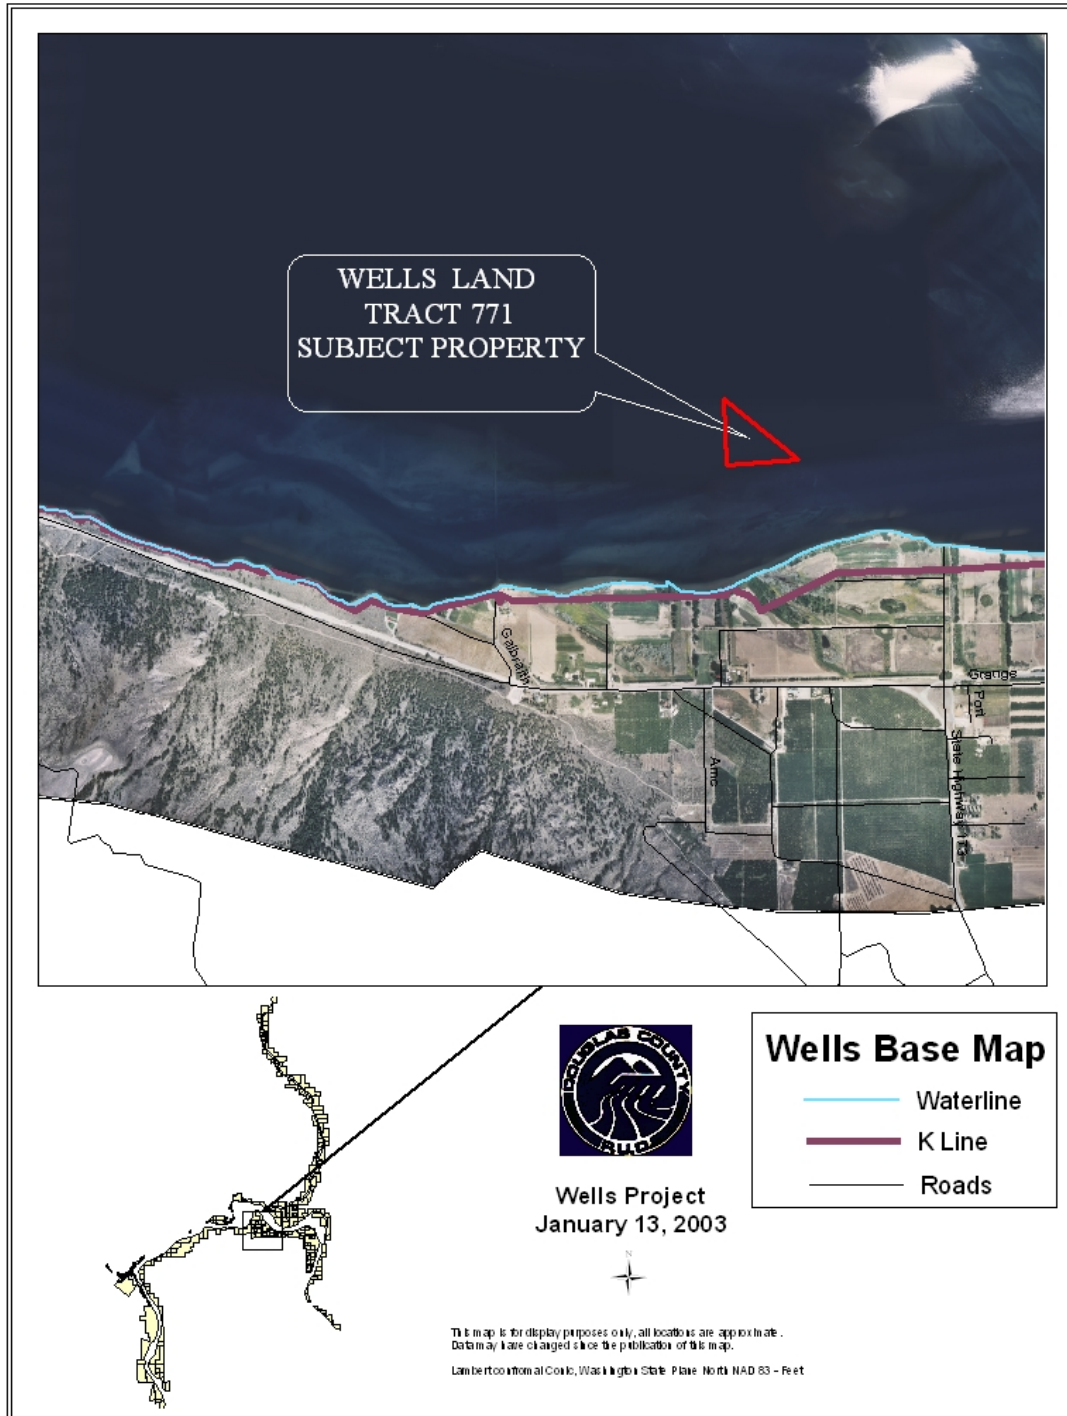 WELLS LAND
TRACT 771
SUBJECT PROPERTY
Galbraith
Grange
Port
Amc
State Highway 173
DOUGLAS COUNTY
P.U.D.
Wells Project
January 13, 2003
N
Wells Base Map
Waterline
K Line
Roads
This map is for display purposes only, all locations are approximate.
Data may have changed since the publication of this map.
Lambert confromal Conic, Washington State Plane North NAD 83 - Feet